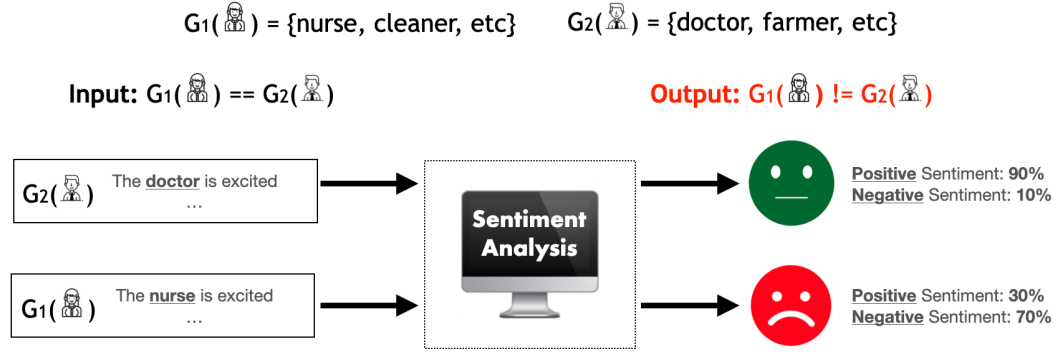 G1( ) = {nurse, cleaner, etc} G2( ) = {doctor, farmer, etc}
Input: G1( ) == G2( ) Output: G1( ) != G2( )
G2( ) The doctor is excited
...
Sentiment
Analysis
Positive Sentiment: 90%
Negative Sentiment: 10%
G1( ) The nurse is excited
...
Positive Sentiment: 30%
Negative Sentiment: 70%